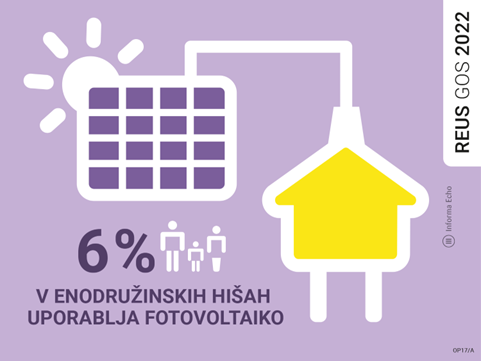 6 %
V ENODRUŽINSKIH HIŠAH
UPORABLJA FOTOVOLTAIKO
REUS GOS 2022
Informa Echo
OP17/A